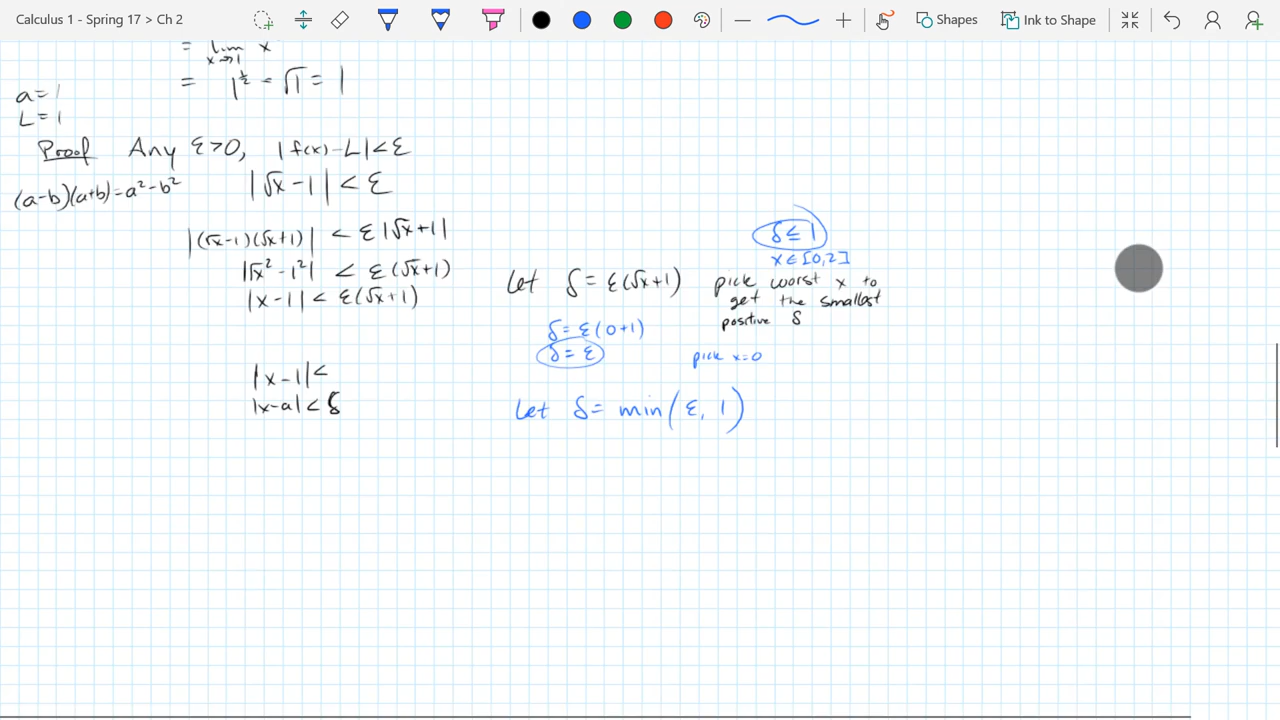 Calculus 1 - Spring 17 > Ch 2
Shapes
Ink to Shape
= lim x
x→1
= 1^½ = √1 = 1
a = 1
L = 1
Proof Any ε>0, |f(x) - L| < ε
(a-b)(a+b) = a² - b²
|√x - 1| < ε
|(√x - 1)(√x + 1)| < ε |√x + 1|
|√x² - 1²| < ε (√x + 1)
|x - 1| < ε (√x + 1)
|x - 1| <
|x - a| < δ
Let δ = ε(√x + 1)
δ = ε(0 + 1)
δ = ε
Let δ = min(ε, 1)
δ ≤ 1
x ∈ [0,2]
pick worst x to
get the smallest
positive δ
pick x = 0